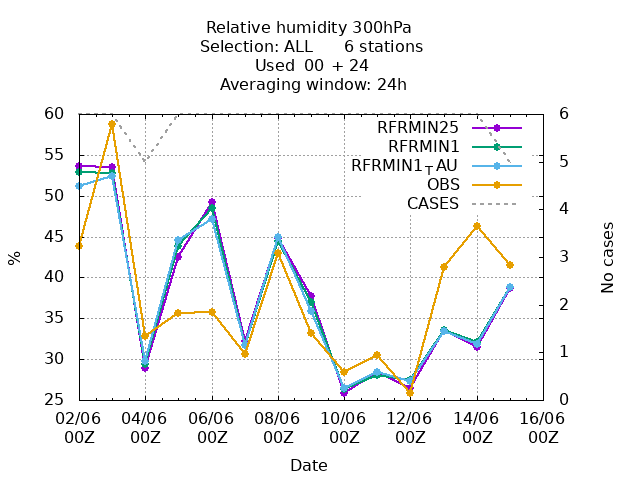 Relative humidity 300hPa
Selection: ALL 6 stations
Used 00 + 24
Averaging window: 24h
60
55
50
45
40
35
30
25
%
6
5
4
3
2
1
0
No cases
RFRMIN25
RFRMIN1
RFRMIN1TAU
OBS
CASES
02/06 04/06 06/06 08/06 10/06 12/06 14/06 16/06
00Z 00Z 00Z 00Z 00Z 00Z 00Z 00Z
Date